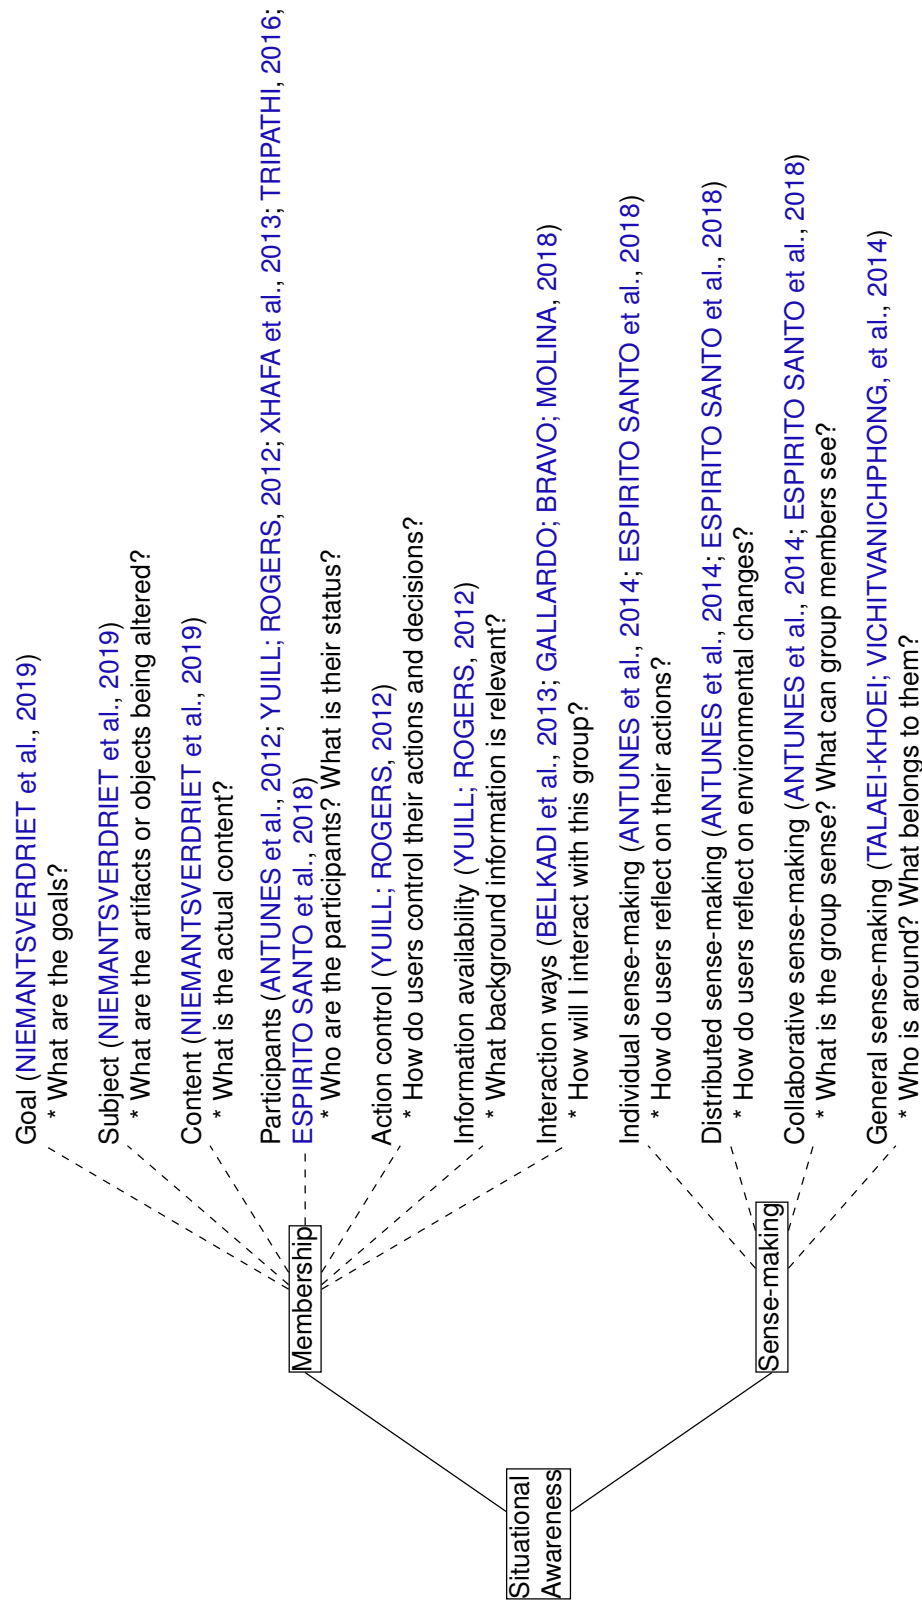 Goal (NIEMANTSVERDRIET et al., 2019)
* What are the goals?
Subject (NIEMANTSVERDRIET et al., 2019)
* What are the artifacts or objects being altered?
Content (NIEMANTSVERDRIET et al., 2019)
* What is the actual content?
Participants (ANTUNES et al., 2012; YUILL; ROGERS, 2012; XHAFA et al., 2013; TRIPATHI, 2016;
ESPIRITO SANTO et al., 2018)
* Who are the participants? What is their status?
Membership
Action control (YUILL; ROGERS, 2012)
* How do users control their actions and decisions?
Information availability (YUILL; ROGERS, 2012)
* What background information is relevant?
Interaction ways (BELKADI et al., 2013; GALLARDO; BRAVO; MOLINA, 2018)
* How will I interact with this group?
Situational
Awareness
Individual sense-making (ANTUNES et al., 2014; ESPIRITO SANTO et al., 2018)
* How do users reflect on their actions?
Distributed sense-making (ANTUNES et al., 2014; ESPIRITO SANTO et al., 2018)
* How do users reflect on environmental changes?
Sense-making
Collaborative sense-making (ANTUNES et al., 2014; ESPIRITO SANTO et al., 2018)
* What is the group sense? What can group members see?
General sense-making (TALAEI-KHOEI; VICHITVANICHPHONG, et al., 2014)
* Who is around? What belongs to them?